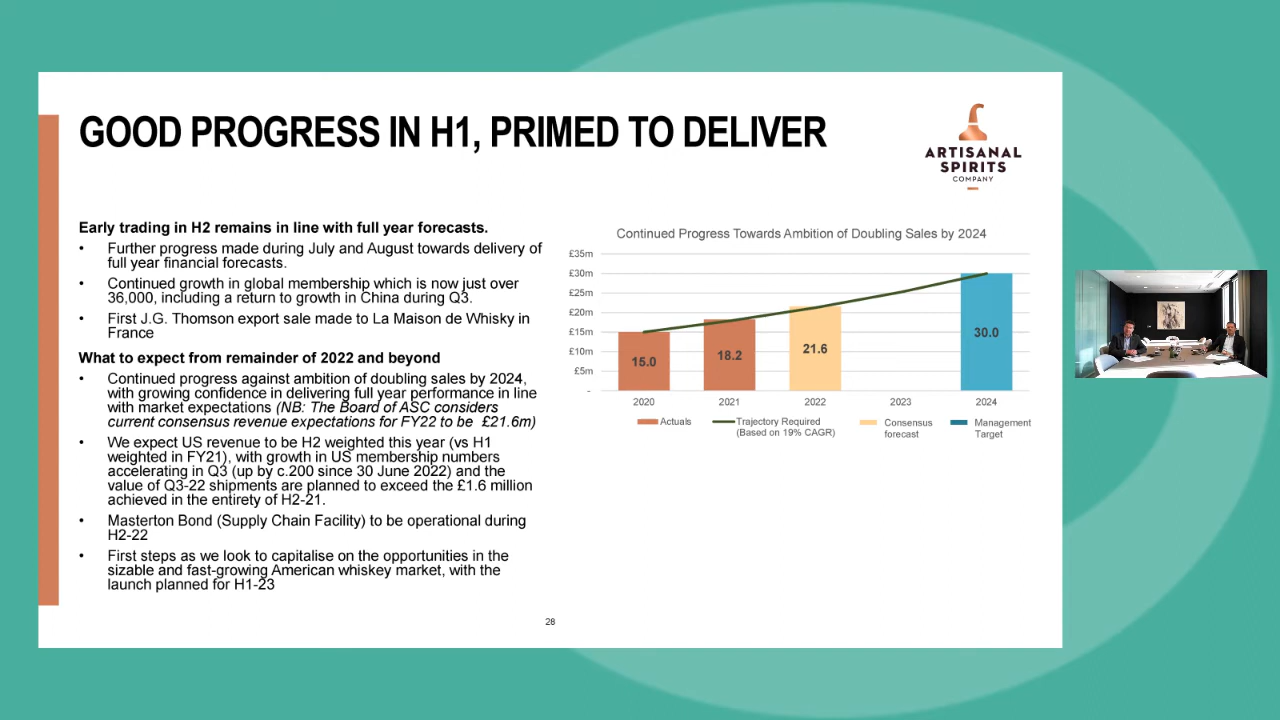 GOOD PROGRESS IN H1, PRIMED TO DELIVER
ARTISANAL
SPIRITS
COMPANY
Early trading in H2 remains in line with full year forecasts.
• Further progress made during July and August towards delivery of
full year financial forecasts.
• Continued growth in global membership which is now just over
36,000, including a return to growth in China during Q3.
• First J.G. Thomson export sale made to La Maison de Whisky in
France
What to expect from remainder of 2022 and beyond
• Continued progress against ambition of doubling sales by 2024,
with growing confidence in delivering full year performance in line
with market expectations (NB: The Board of ASC considers
current consensus revenue expectations for FY22 to be £21.6m)
• We expect US revenue to be H2 weighted this year (vs H1
weighted in FY21), with growth in US membership numbers
accelerating in Q3 (up by c.200 since 30 June 2022) and the
value of Q3-22 shipments are planned to exceed the £1.6 million
achieved in the entirety of H2-21.
• Masterton Bond (Supply Chain Facility) to be operational during
H2-22
• First steps as we look to capitalise on the opportunities in the
sizable and fast-growing American whiskey market, with the
launch planned for H1-23
Continued Progress Towards Ambition of Doubling Sales by 2024
£35m
£30m
£25m
£20m
£15m
£10m
£5m
-
15.0
18.2
21.6
30.0
2020 2021 2022 2023 2024
Actuals
Trajectory Required
(Based on 19% CAGR)
Consensus
forecast
Management
Target
28